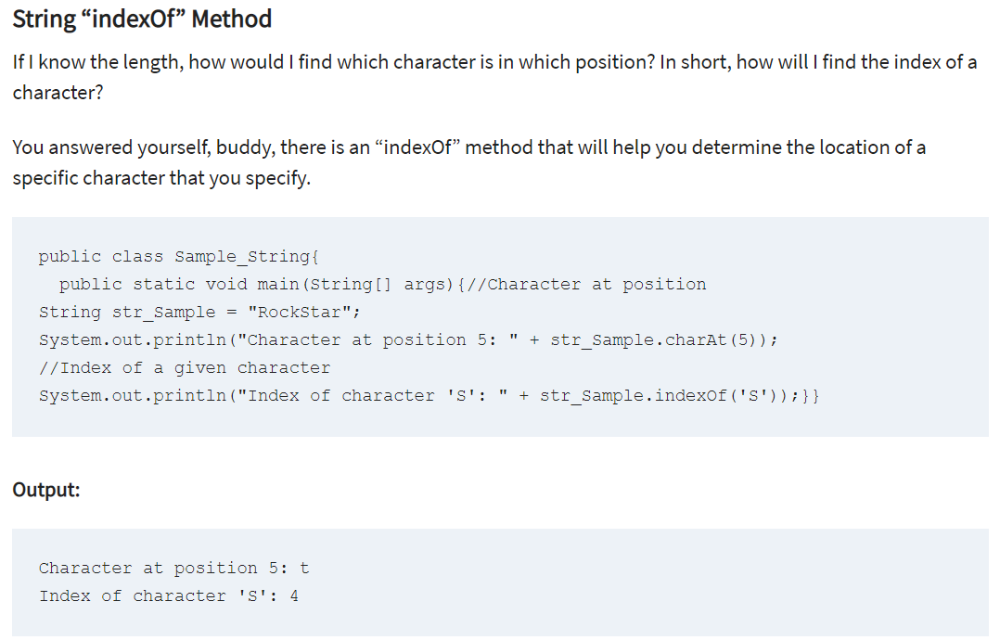 String “indexOf” Method
If I know the length, how would I find which character is in which position? In short, how will I find the index of a
character?
You answered yourself, buddy, there is an “indexOf” method that will help you determine the location of a
specific character that you specify.
public class Sample_String{
  public static void main(String[] args){//Character at position
String str_Sample = "RockStar";
System.out.println("Character at position 5: " + str_Sample.charAt(5));
//Index of a given character
System.out.println("Index of character 'S': " + str_Sample.indexOf('S'));}}
Output:
Character at position 5: t
Index of character 'S': 4